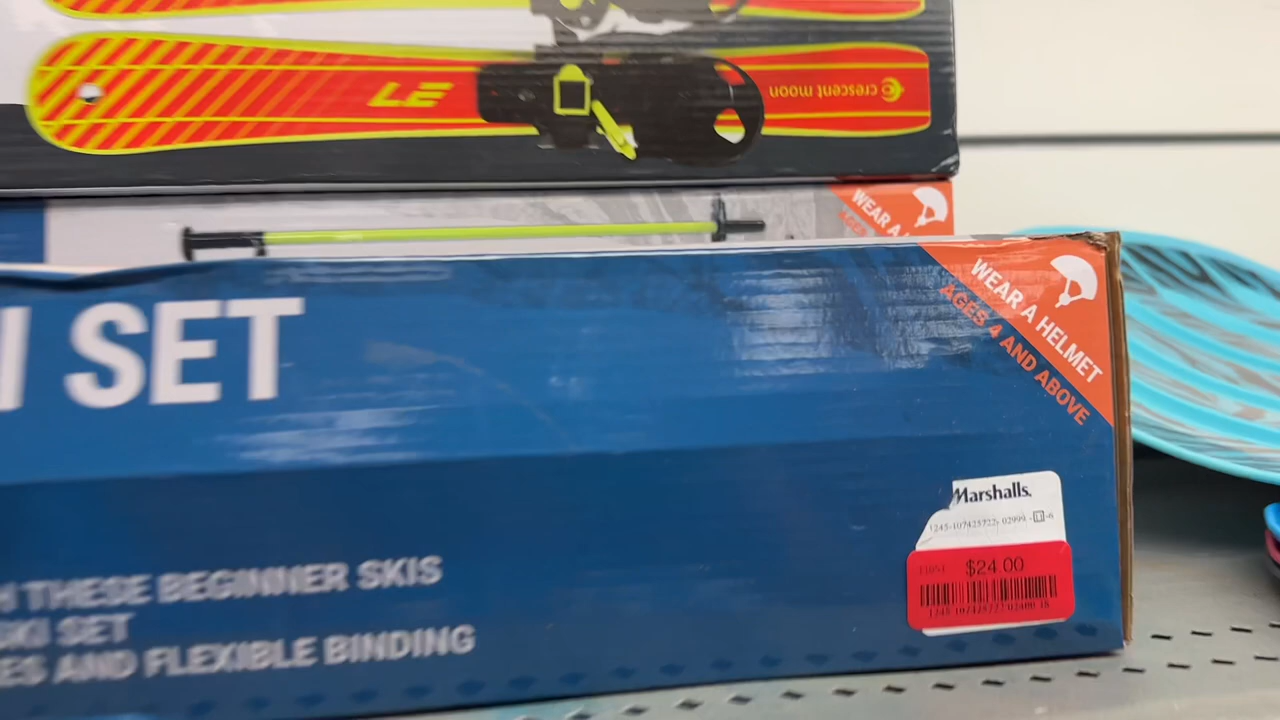 LE
crescent moon
WEAR A
AGES
SET
WEAR A HELMET
AGES 4 AND ABOVE
Marshalls.
THESE BEGINNER SKIS
SKI SET
AND FLEXIBLE BINDING
$24.00